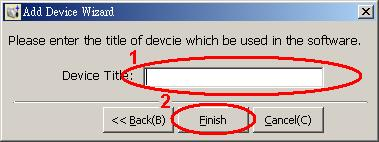 Add Device Wizard
Please enter the title of devcie which be used in the software.
1
Device Title:
2
<< Back(B)
Finish
Cancel(C)